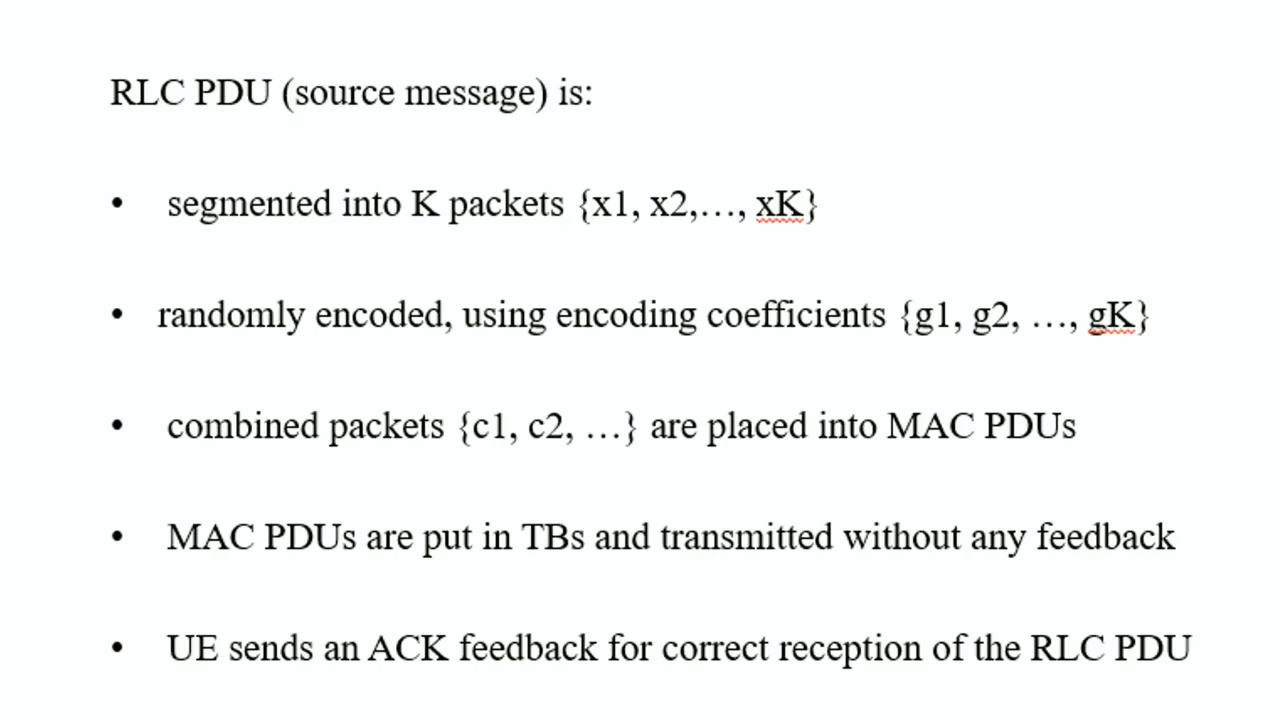 RLC PDU (source message) is:
• segmented into K packets {x1, x2,…, xK}
• randomly encoded, using encoding coefficients {g1, g2, …, gK}
• combined packets {c1, c2, …} are placed into MAC PDUs
• MAC PDUs are put in TBs and transmitted without any feedback
• UE sends an ACK feedback for correct reception of the RLC PDU